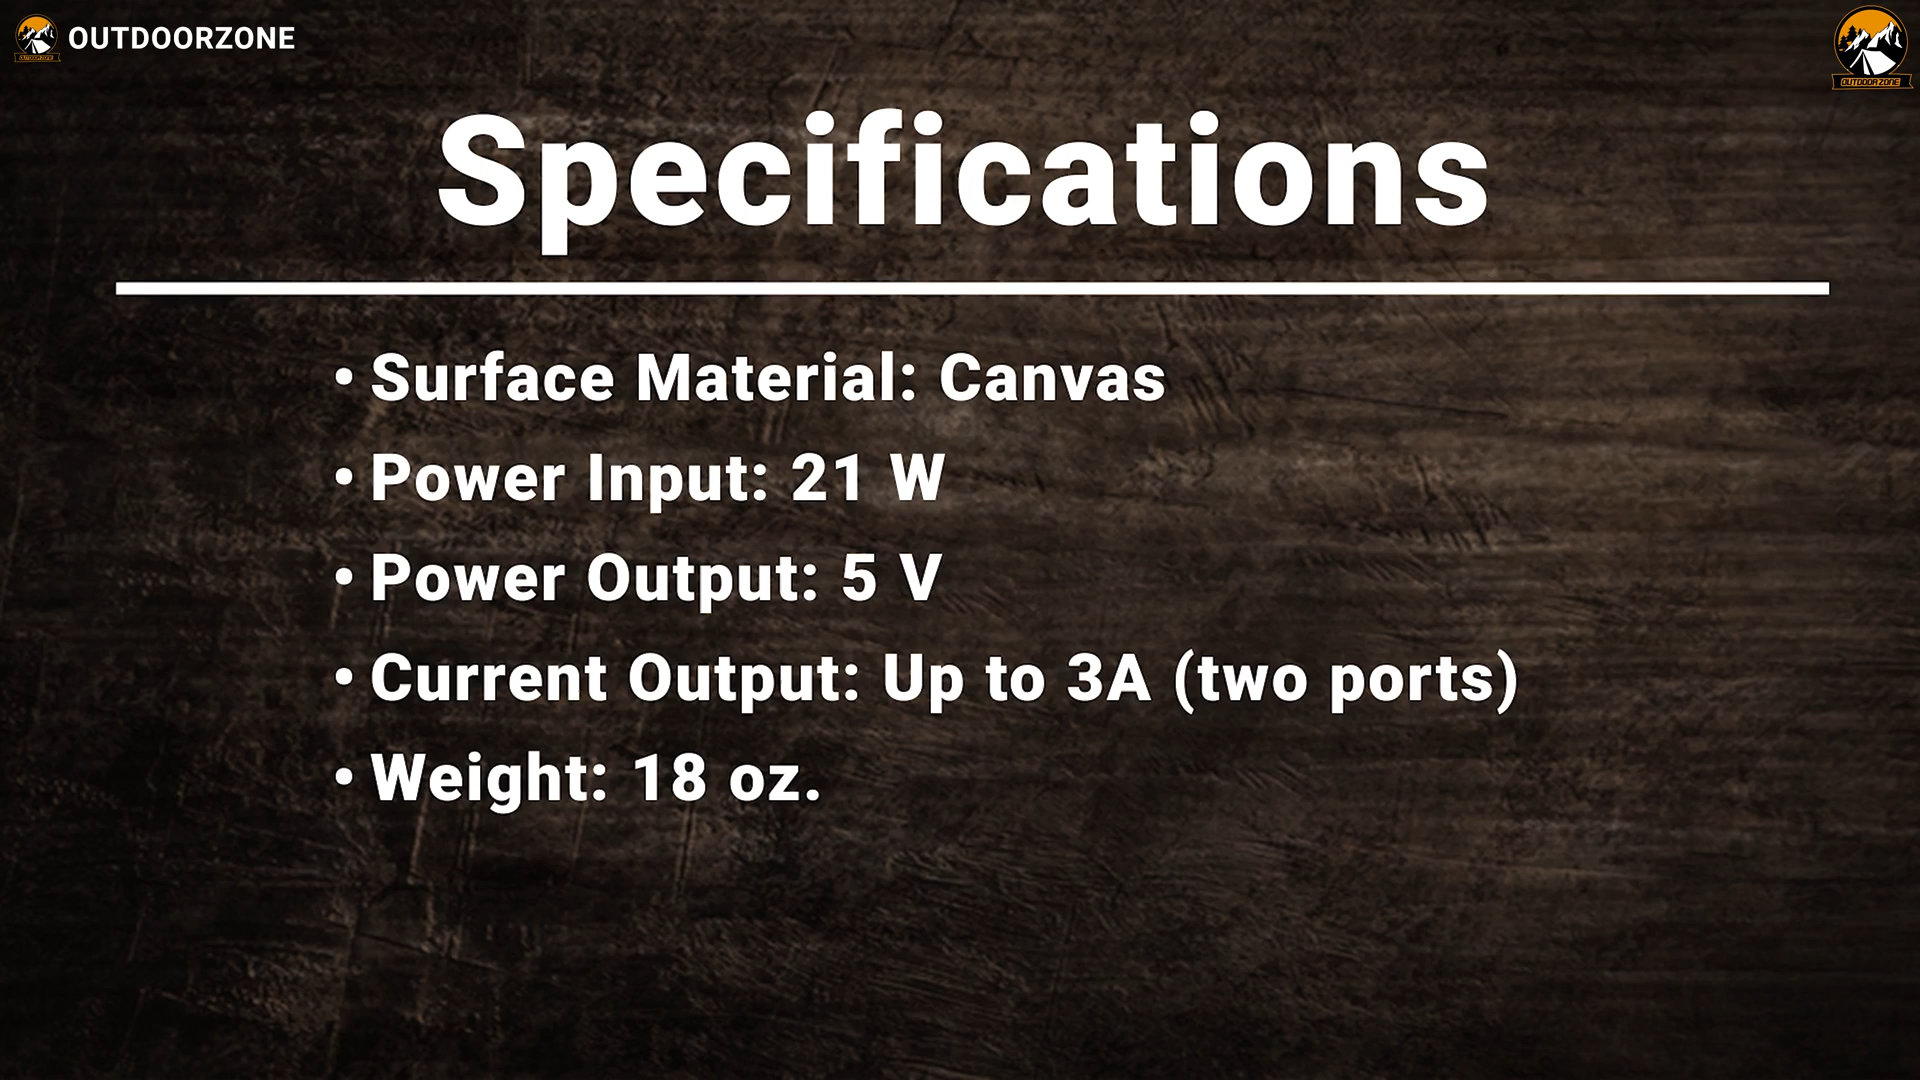 OUTDOORZONE
OUTDOORZONE
OUTDOORZONE
Specifications
• Surface Material: Canvas
• Power Input: 21 W
• Power Output: 5 V
• Current Output: Up to 3A (two ports)
• Weight: 18 oz.